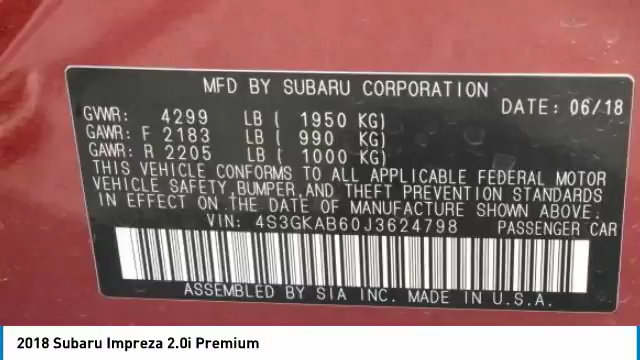 MFD BY SUBARU CORPORATION
DATE: 06/18
GVWR: 4299 LB ( 1950 KG)
GAWR: F 2183 LB ( 990 KG)
GAWR: R 2205 LB ( 1000 KG)
THIS VEHICLE CONFORMS TO ALL APPLICABLE FEDERAL MOTOR
VEHICLE SAFETY, BUMPER, AND THEFT PREVENTION STANDARDS
IN EFFECT ON THE DATE OF MANUFACTURE SHOWN ABOVE.
VIN: 4S3GKAB60J3624798 PASSENGER CAR
ASSEMBLED BY SIA INC. MADE IN U.S.A.
2018 Subaru Impreza 2.0i Premium